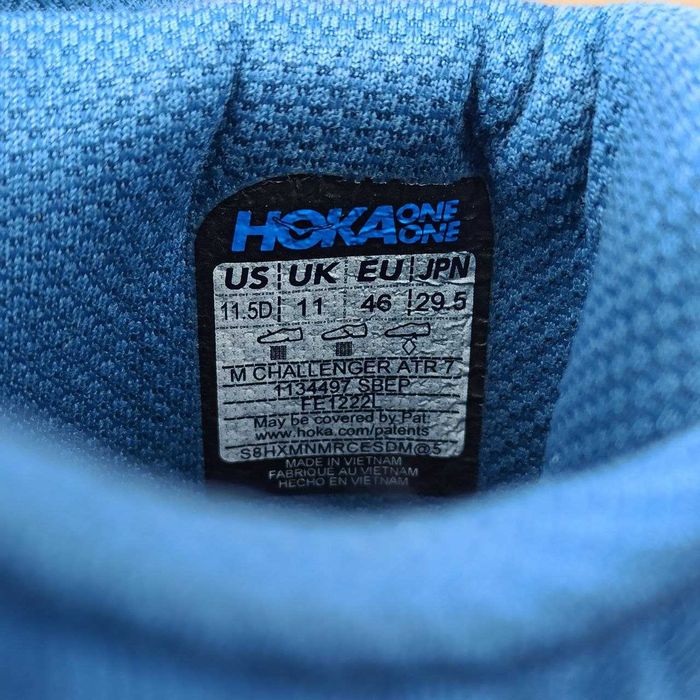 HOKA ONE ONE
US UK EU JPN
11.5D 11 46 29.5
M CHALLENGER ATR 7
1134497 SBEP
FE1222L
May be covered by Pat.
www.hoka.com/patents
S8HXMNMRCESDM@5
MADE IN VIETNAM
FABRIQUE AU VIETNAM
HECHO EN VIETNAM